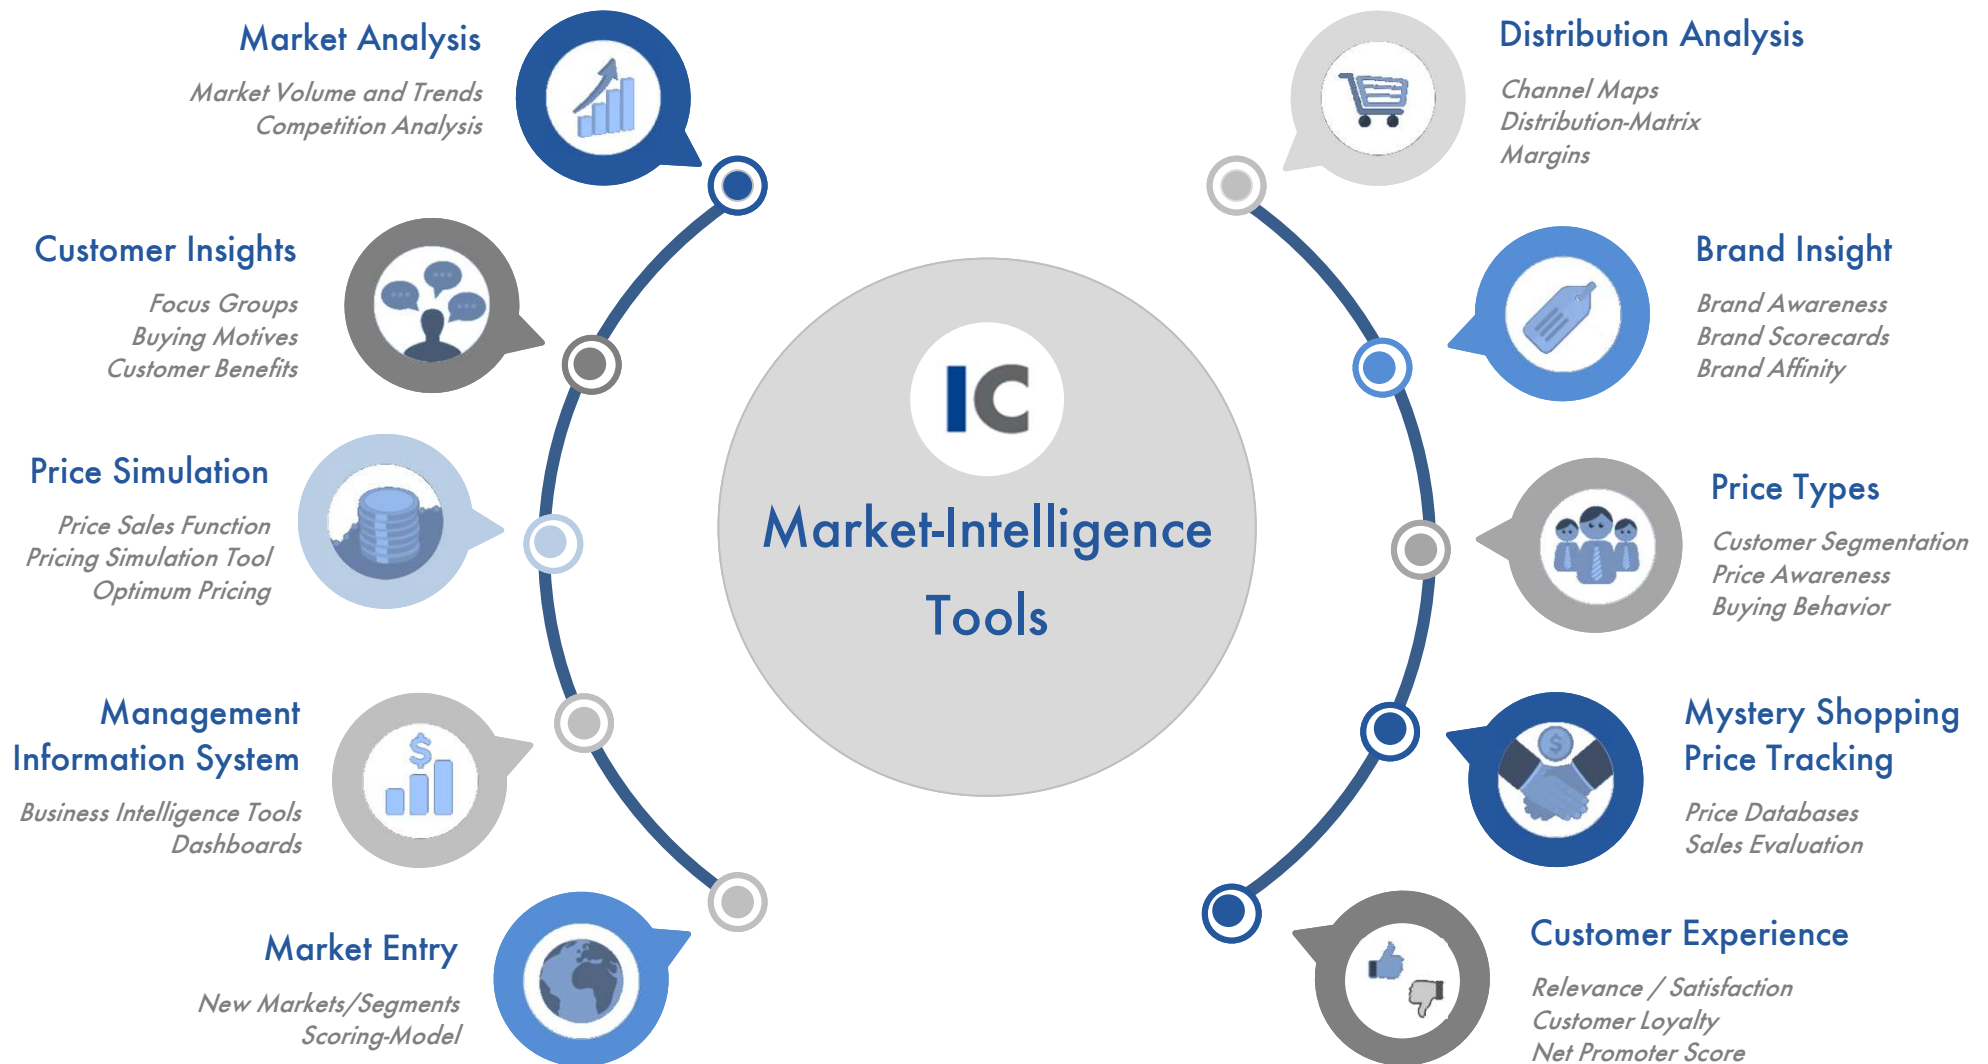 Market Analysis
Market Volume and Trends
Competition Analysis
Customer Insights
Focus Groups
Buying Motives
Customer Benefits
Price Simulation
Price Sales Function
Pricing Simulation Tool
Optimum Pricing
Management
Information System
$
Business Intelligence Tools
Dashboards
Market Entry
New Markets/Segments
Scoring-Model
IC
Market-Intelligence
Tools
Distribution Analysis
Channel Maps
Distribution-Matrix
Margins
Brand Insight
Brand Awareness
Brand Scorecards
Brand Affinity
Price Types
Customer Segmentation
Price Awareness
Buying Behavior
Mystery Shopping
Price Tracking
$
Price Databases
Sales Evaluation
Customer Experience
Relevance / Satisfaction
Customer Loyalty
Net Promoter Score